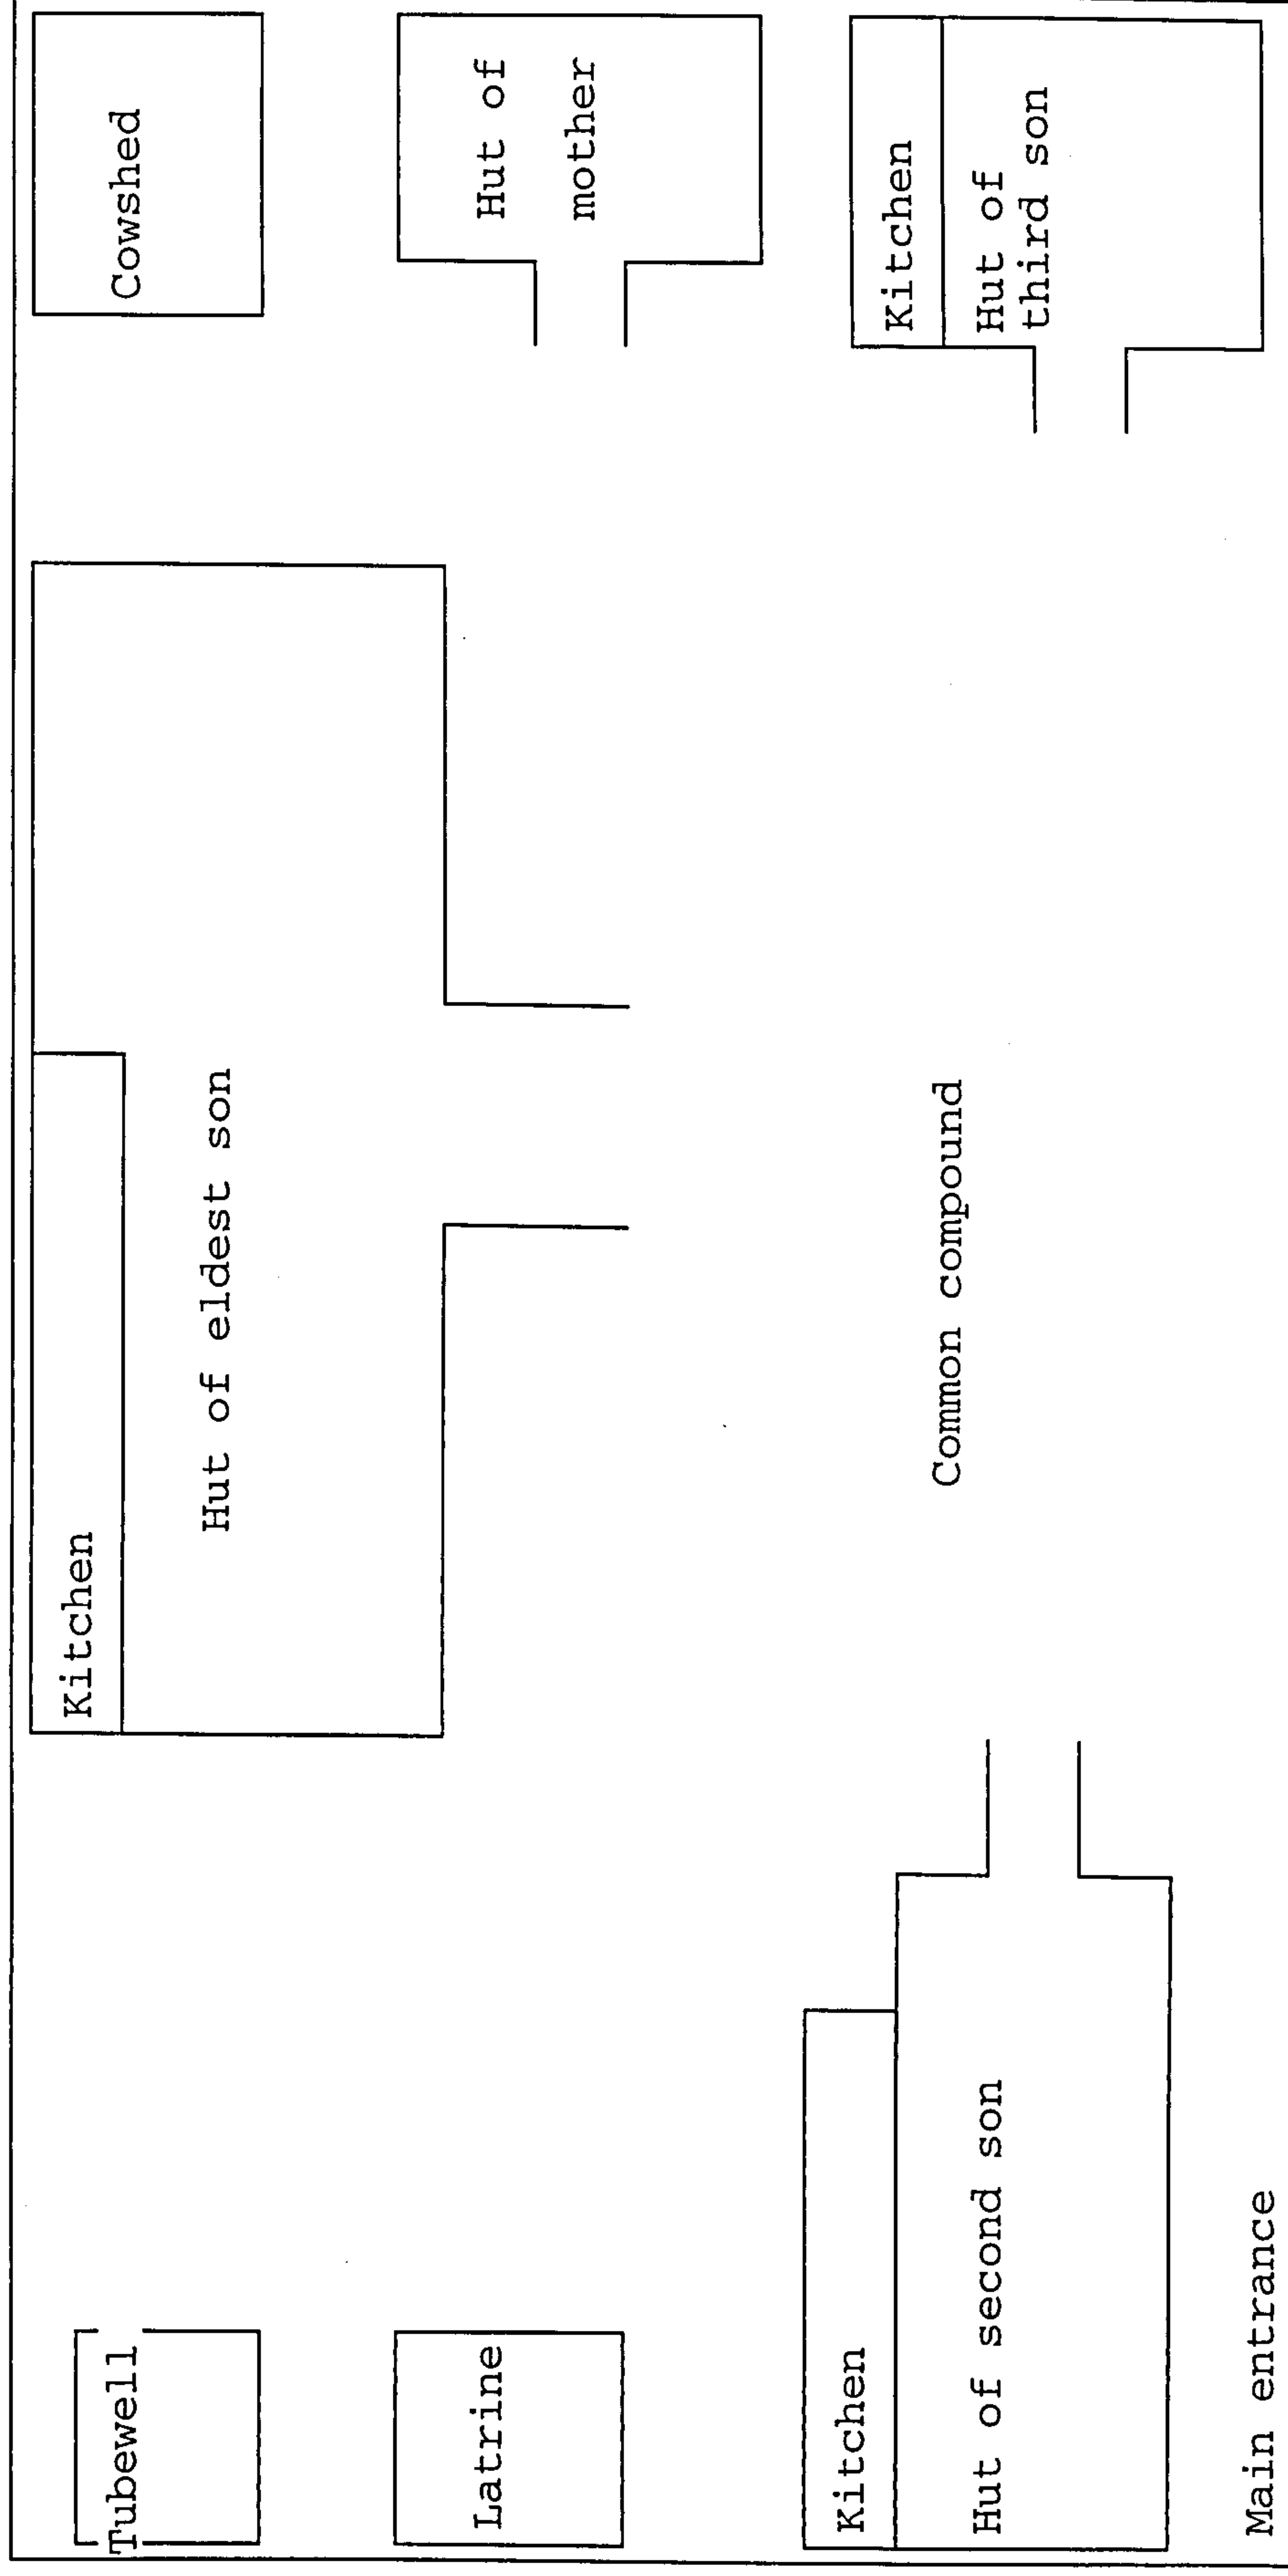 Tubewell
Kitchen
Hut of eldest son
Cowshed
Latrine
Hut of
mother
Kitchen
Hut of second son
Common compound
Kitchen
Hut of
third son
Main entrance